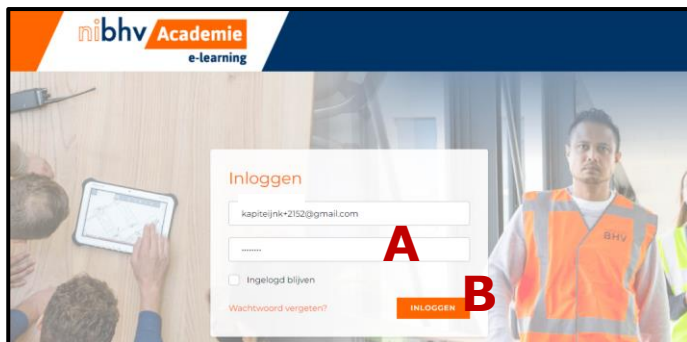 nibhv Academie
e-learning
Inloggen
kapiteijnk+2152@gmail.com
········
A
Ingelogd blijven
B
Wachtwoord vergeten?
INLOGGEN
BHV